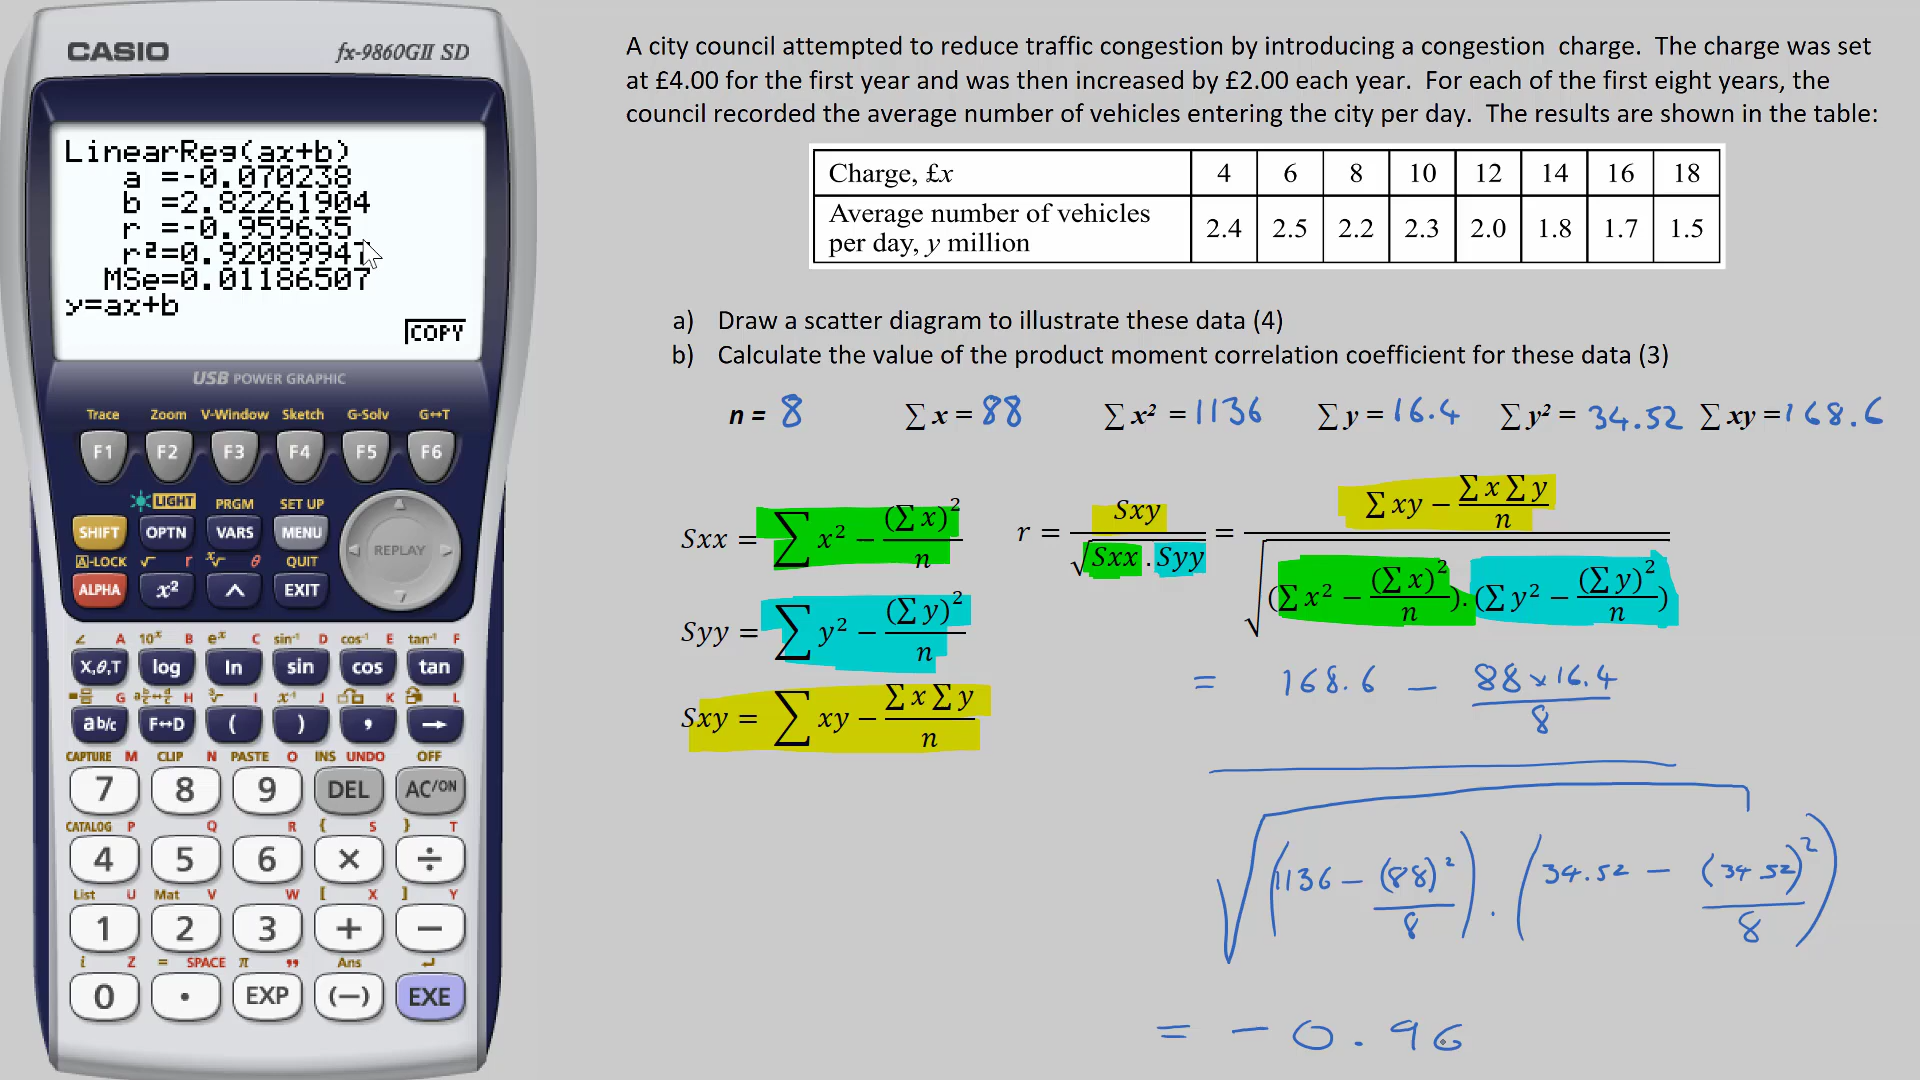 CASIO fx-9860GII SD
LinearReg(ax+b)
a =-0.070238
b =2.82261904
r =-0.959635
r²=0.92089947
MSe=0.01186507
y=ax+b
COPY
USB POWER GRAPHIC
Trace Zoom V-Window Sketch G-Solv G↔T
F1 F2 F3 F4 F5 F6
LIGHT PRGM SET UP
SHIFT OPTN VARS MENU
REPLAY
A-LOCK √ r ˣ√ θ QUIT
ALPHA x² ^ EXIT
∠ A 10ˣ B eˣ C sin⁻¹ D cos⁻¹ E tan⁻¹ F
X,θ,T log ln sin cos tan
G H ³√ I x⁻¹ J K L
ab/c F↔D ( ) , →
CAPTURE M CLIP N PASTE O INS UNDO OFF
7 8 9 DEL AC/ON
CATALOG P Q R { S } T
4 5 6 × ÷
List U Mat V W [ X ] Y
1 2 3 + −
i Z = SPACE π " Ans ↵
0 . EXP (−) EXE
A city council attempted to reduce traffic congestion by introducing a congestion charge. The charge was set
at £4.00 for the first year and was then increased by £2.00 each year. For each of the first eight years, the
council recorded the average number of vehicles entering the city per day. The results are shown in the table:
Charge, £x 4 6 8 10 12 14 16 18
Average number of vehicles
per day, y million 2.4 2.5 2.2 2.3 2.0 1.8 1.7 1.5
a) Draw a scatter diagram to illustrate these data (4)
b) Calculate the value of the product moment correlation coefficient for these data (3)
n = 8 ∑x = 88 ∑x² = 1136 ∑y = 16.4 ∑y² = 34.52 ∑xy = 168.6
Sxx = ∑x² − (∑x)²/n
Syy = ∑y² − (∑y)²/n
Sxy = ∑xy − ∑x∑y/n
r = Sxy/√(Sxx.Syy) = (∑xy − ∑x∑y/n)/√((∑x² − (∑x)²/n).(∑y² − (∑y)²/n))
= 168.6 − 88×16.4/8
√(1136 − (88)²/8).(34.52 − (34.52)²/8)
= −0.96